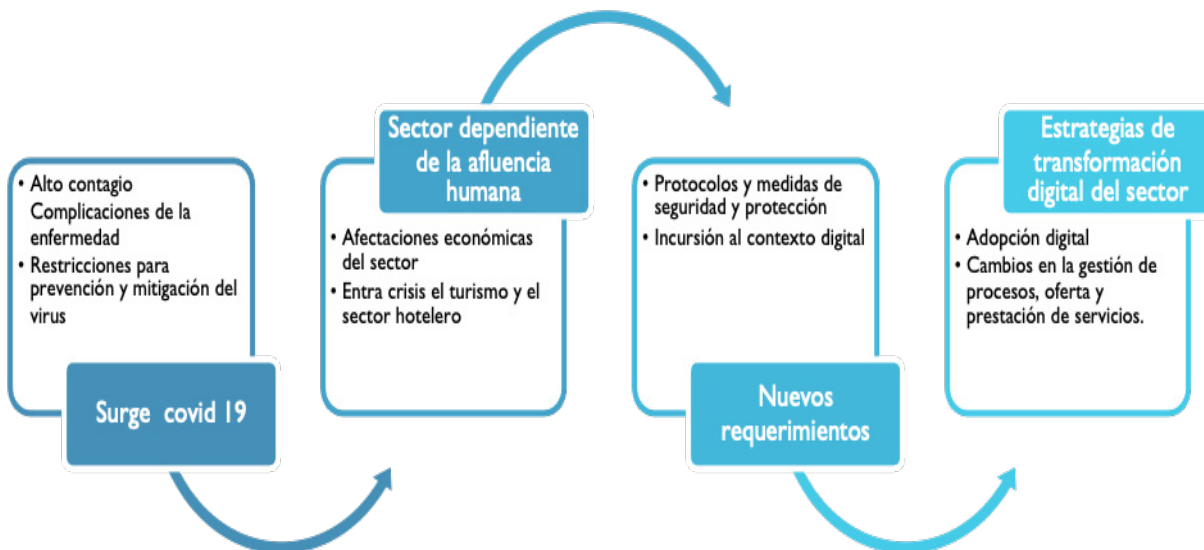 • Alto contagio
Complicaciones de la
enfermedad
• Restricciones para
prevención y mitigación del
virus
Surge covid 19
Sector dependiente
de la afluencia
humana
• Afectaciones económicas
del sector
• Entra crisis el turismo y el
sector hotelero
• Protocolos y medidas de
seguridad y protección
• Incursión al contexto digital
Nuevos
requerimientos
Estrategias de
transformación
digital del sector
• Adopción digital
• Cambios en la gestión de
procesos, oferta y
prestación de servicios.